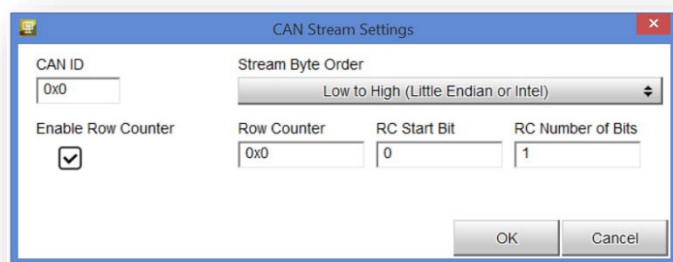 CAN Stream Settings
CAN ID
Stream Byte Order
0x0
Low to High (Little Endian or Intel)
Enable Row Counter
Row Counter
RC Start Bit
RC Number of Bits
0x0
0
1
OK
Cancel